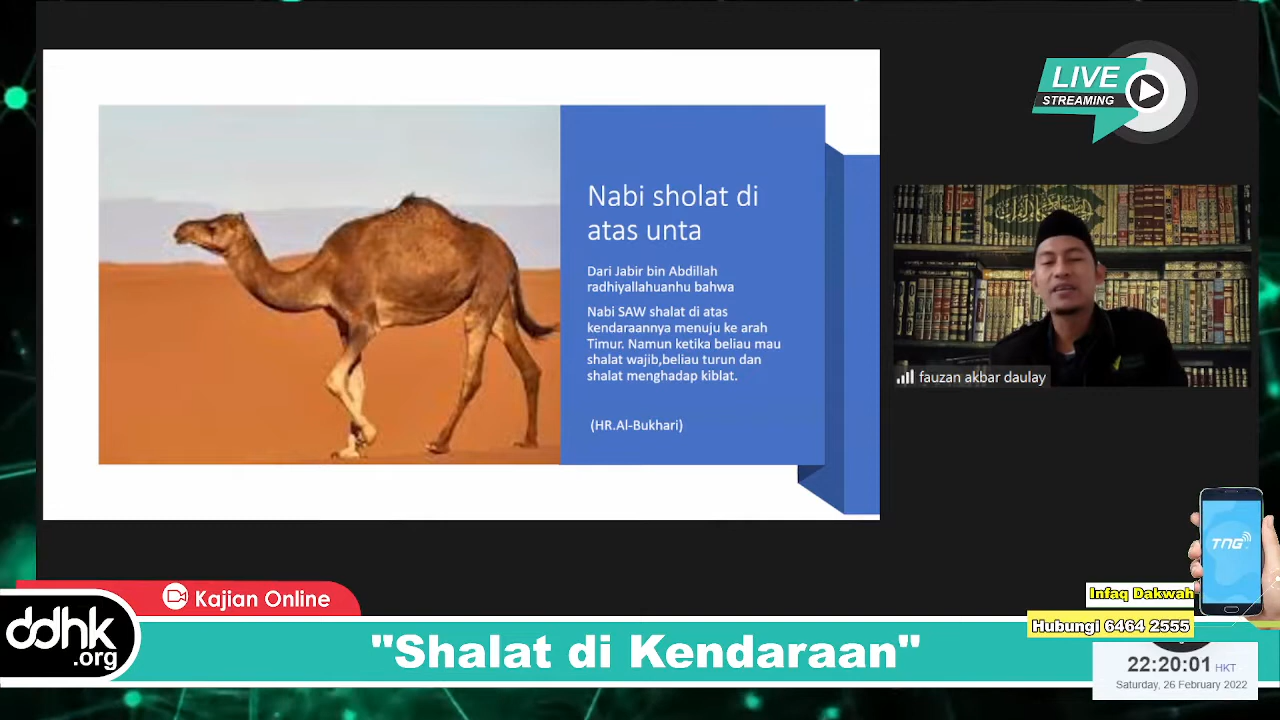 LIVE
STREAMING
Nabi sholat di
atas unta
Dari Jabir bin Abdillah
radhiyallahuanhu bahwa
Nabi SAW shalat di atas
kendaraannya menuju ke arah
Timur. Namun ketika beliau mau
shalat wajib,beliau turun dan
shalat menghadap kiblat.
(HR.Al-Bukhari)
fauzan akbar daulay
TNG
Kajian Online
Infaq Dakwah
Hubungi 6464 2555
ddhk
.org
"Shalat di Kendaraan"
22:20:01 HKT
Saturday, 26 February 2022